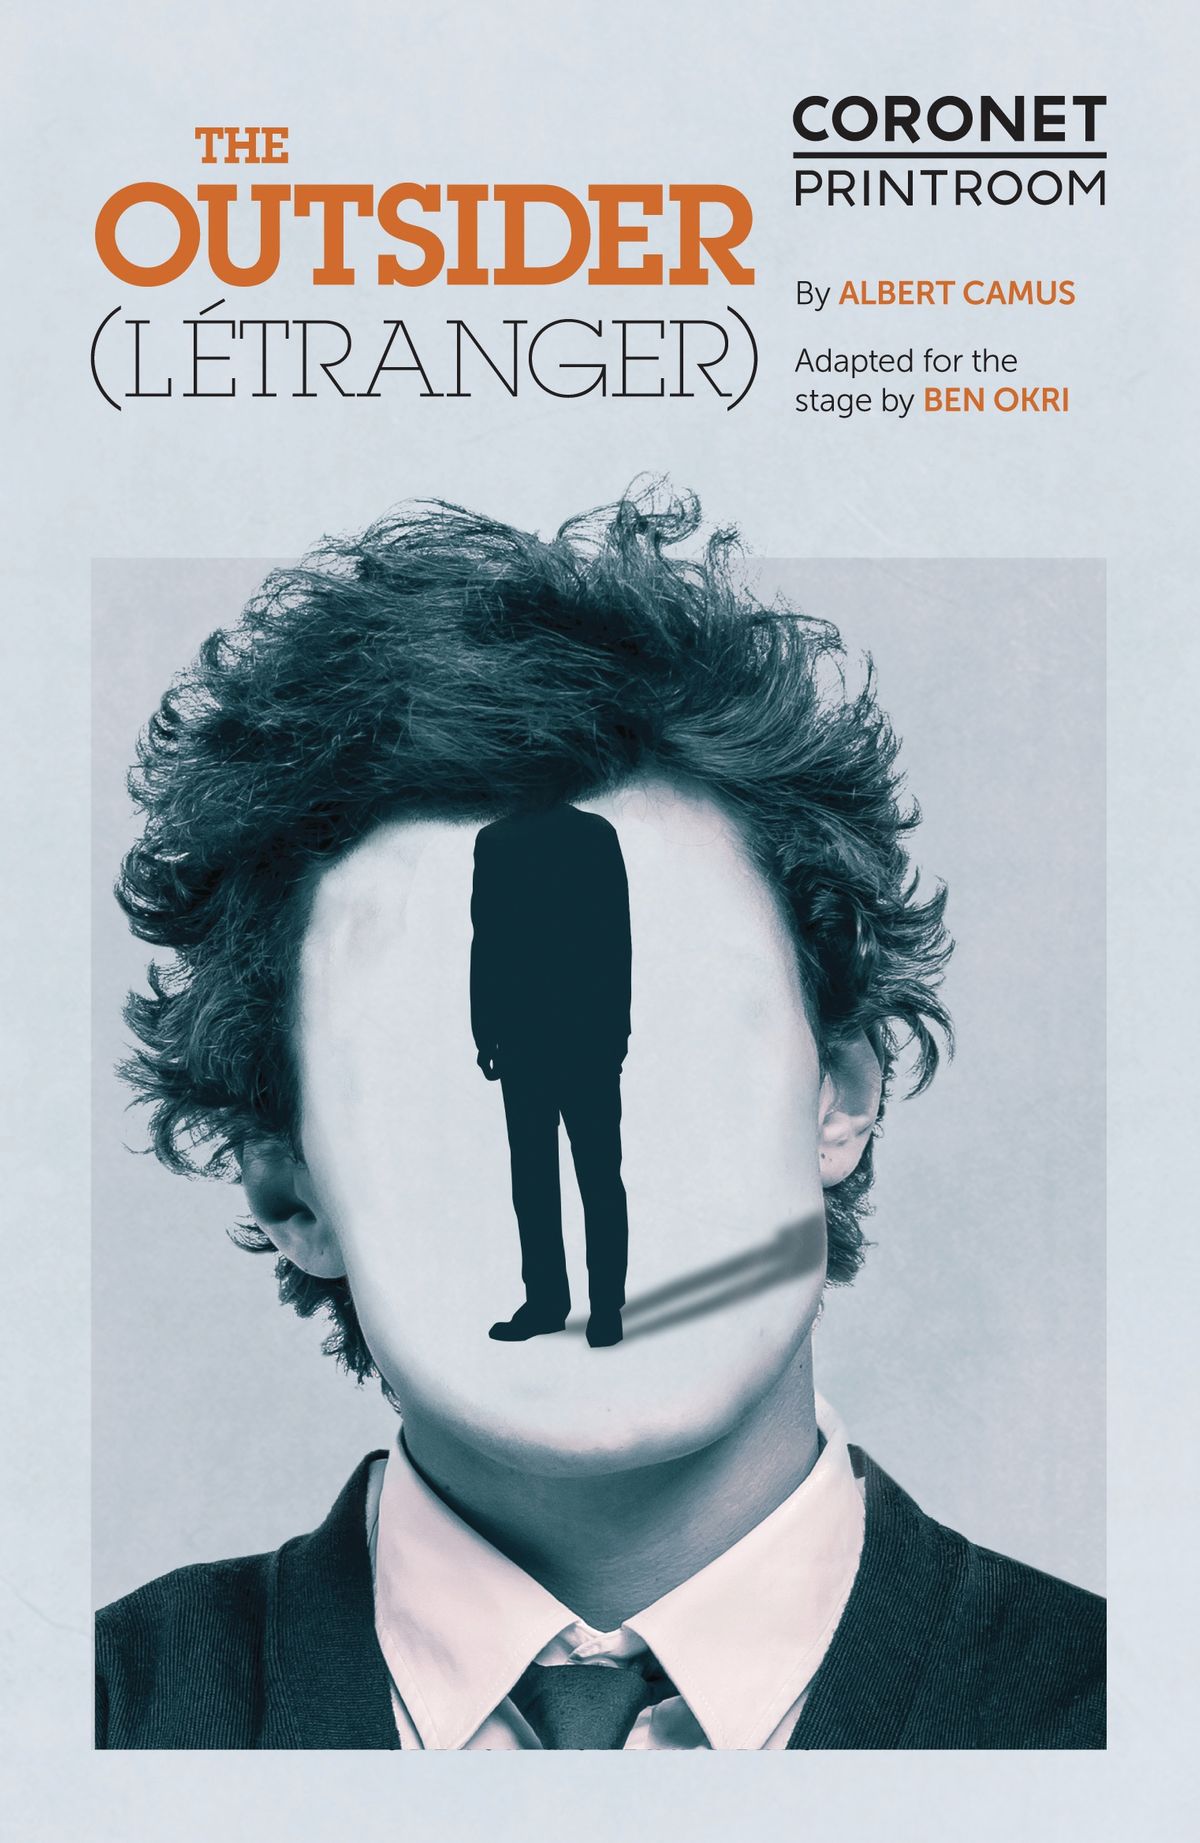 THE
OUTSIDER
(LÉTRANGER)
CORONET
PRINTROOM
By ALBERT CAMUS
Adapted for the
stage by BEN OKRI